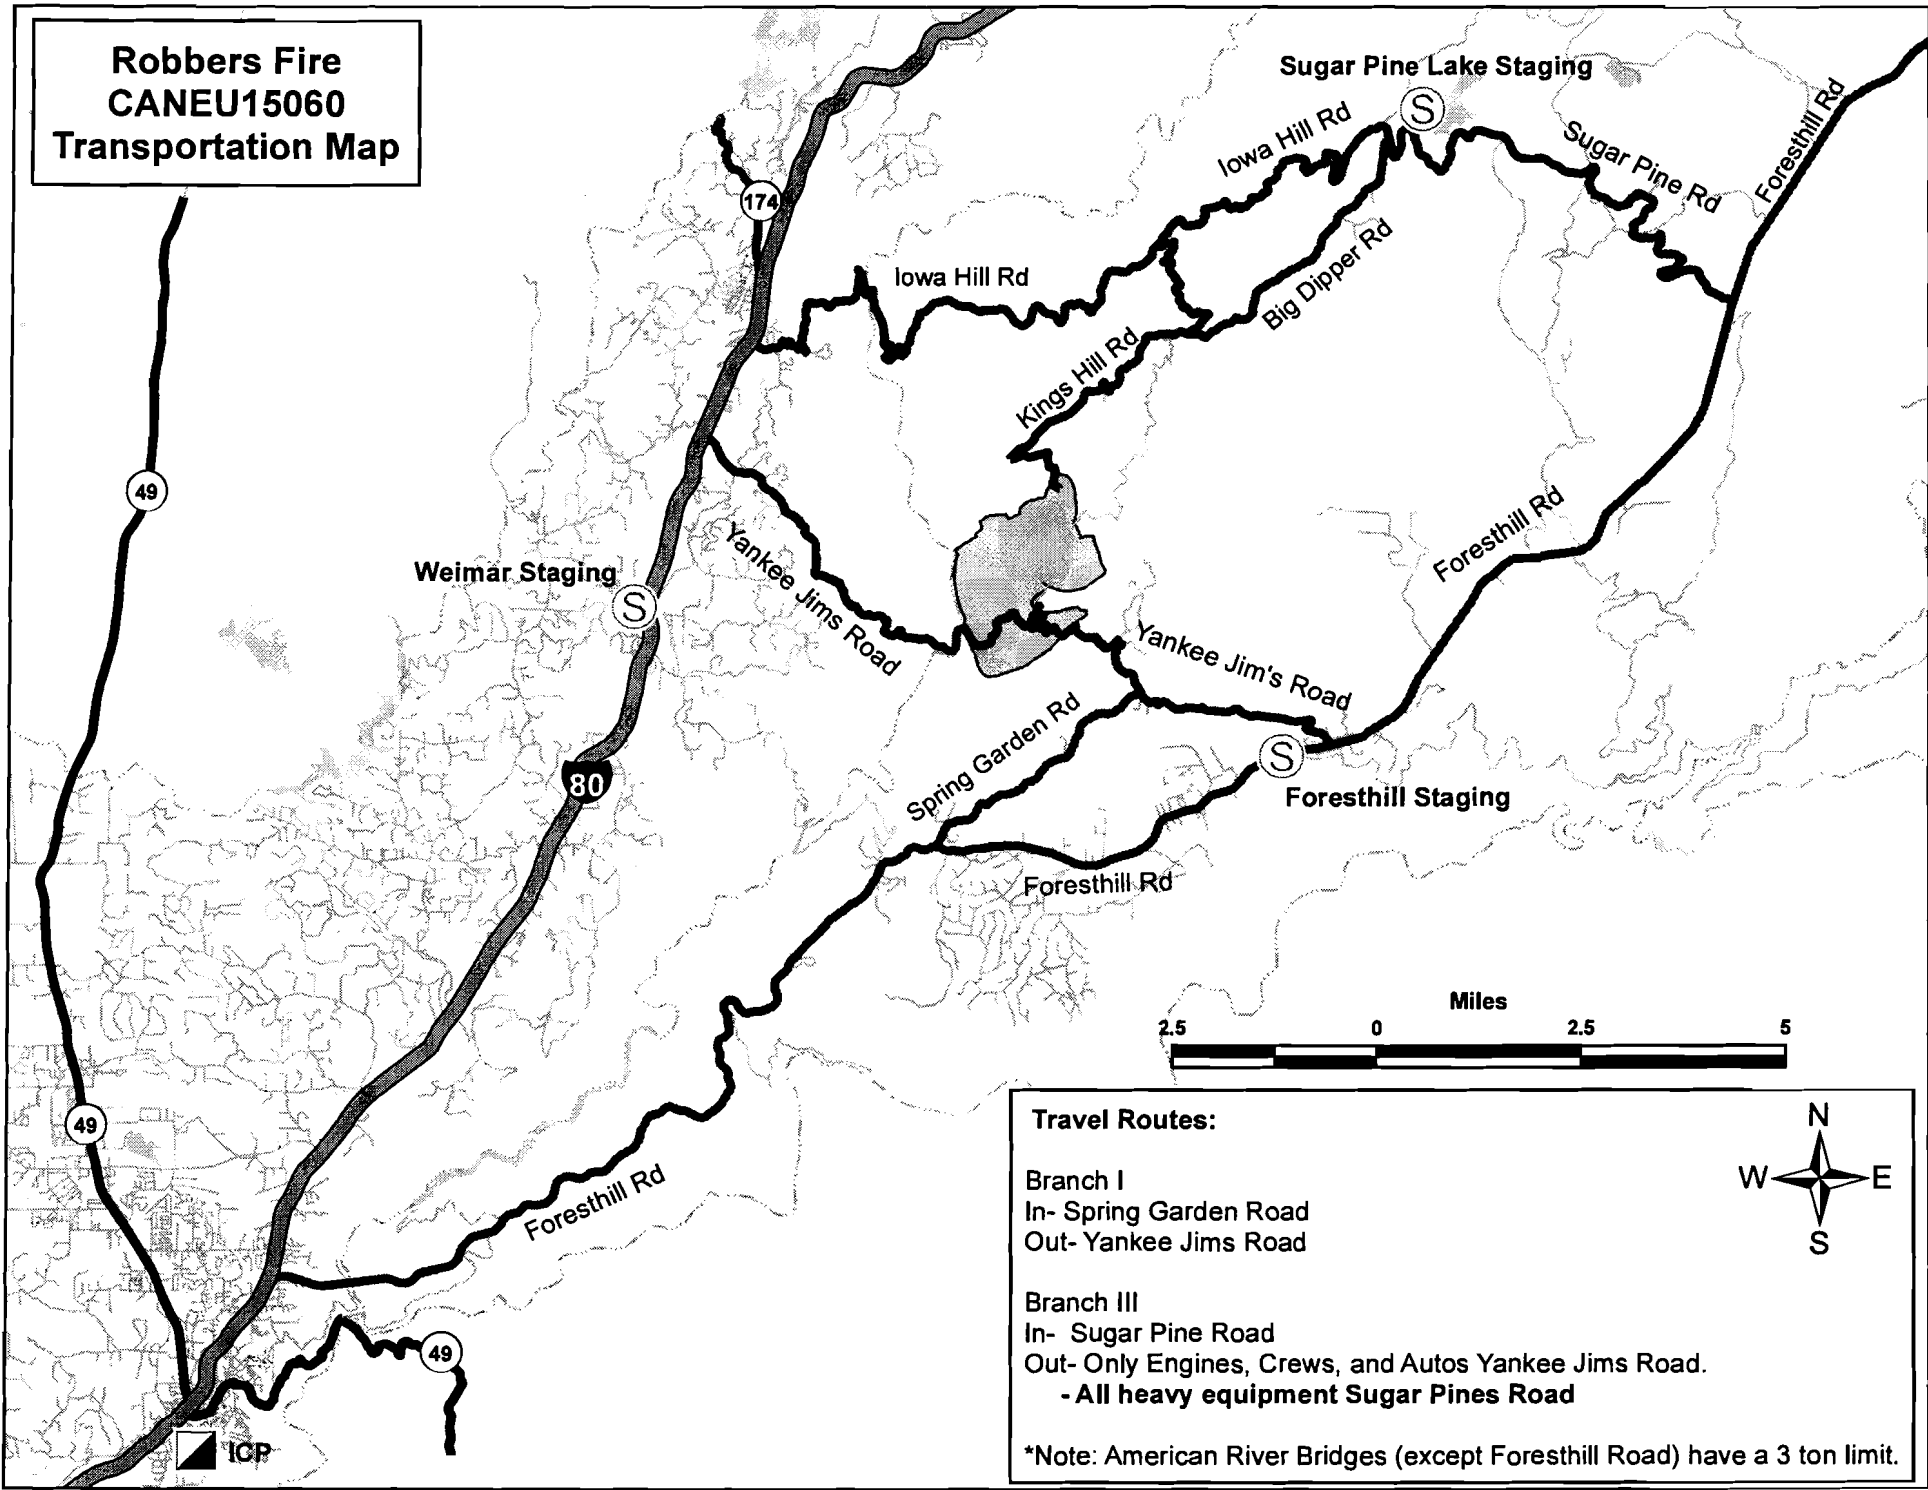 Robbers Fire
CANEU15060
Transportation Map
Sugar Pine Lake Staging
S
Iowa Hill Rd
Sugar Pine Rd
Foresthill Rd
174
Iowa Hill Rd
Big Dipper Rd
Kings Hill Rd
49
Foresthill Rd
Weimar Staging
S
Yankee Jims Road
Yankee Jim's Road
Spring Garden Rd
S
Foresthill Staging
80
Foresthill Rd
Miles
2.5 0 2.5 5
49
Foresthill Rd
49
ICP
Travel Routes:
N
W E
S
Branch I
In- Spring Garden Road
Out- Yankee Jims Road
Branch III
In- Sugar Pine Road
Out- Only Engines, Crews, and Autos Yankee Jims Road.
- All heavy equipment Sugar Pines Road
*Note: American River Bridges (except Foresthill Road) have a 3 ton limit.